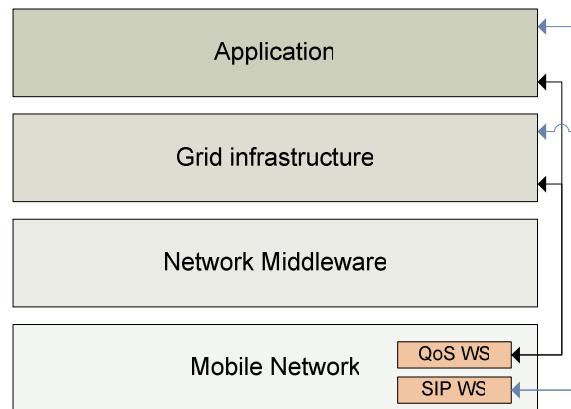 Application
Grid infrastructure
Network Middleware
Mobile Network
QoS WS
SIP WS